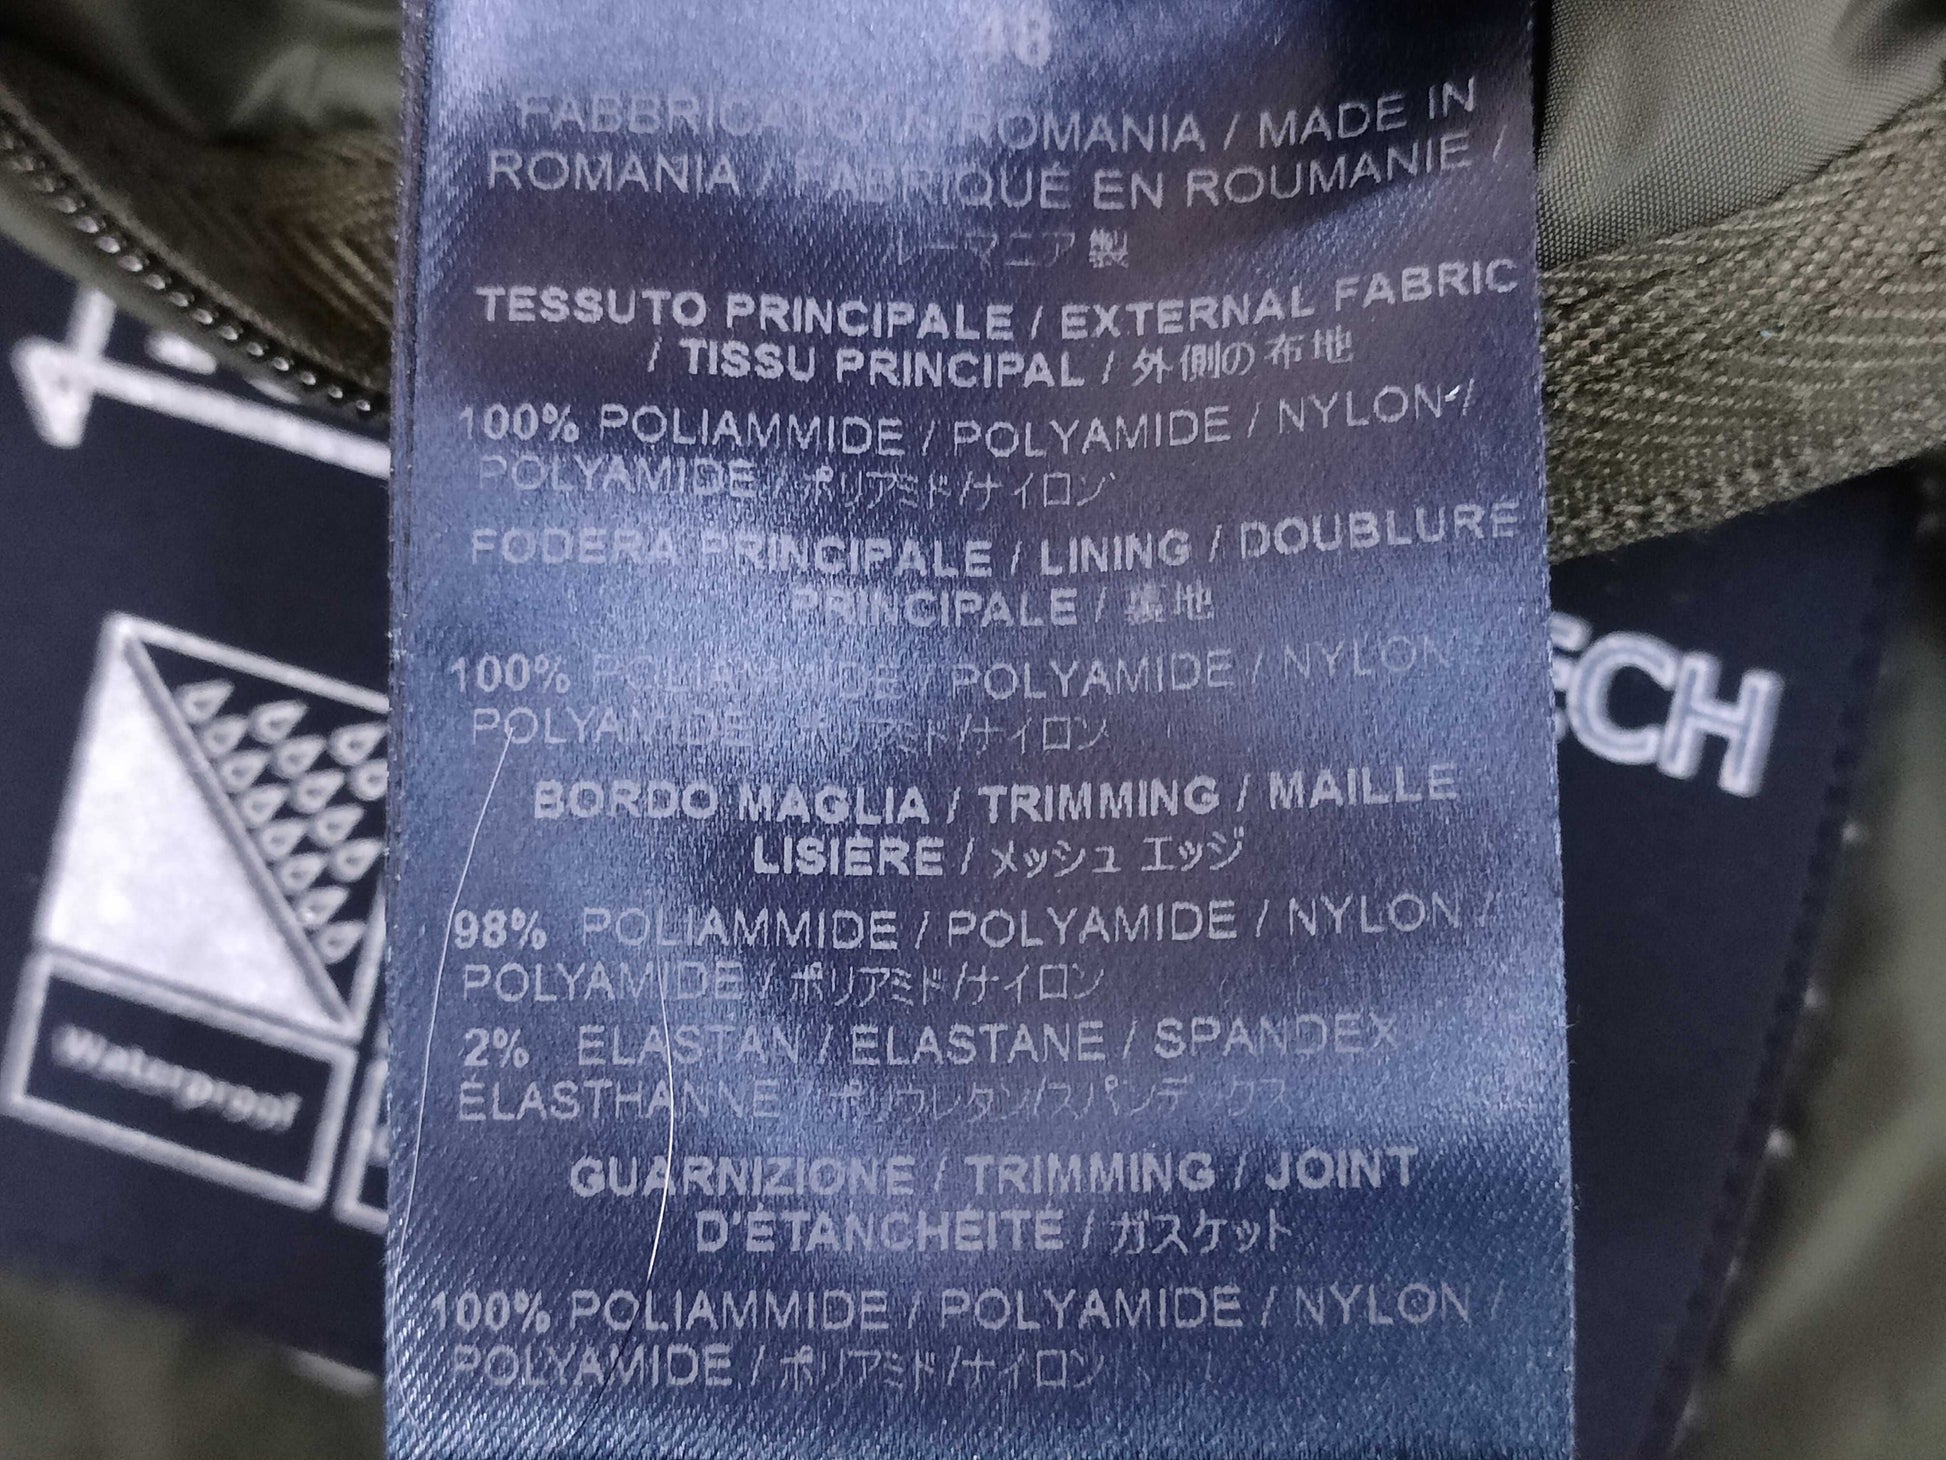 48
FABBRICATO IN ROMANIA / MADE IN
ROMANIA / FABRIQUÉ EN ROUMANIE /
ルーマニア 製
TESSUTO PRINCIPALE / EXTERNAL FABRIC
/ TISSU PRINCIPAL / 外側の布地
100% POLIAMMIDE / POLYAMIDE / NYLON /
POLYAMIDE / ポリアミド/ナイロン
FODERA PRINCIPALE / LINING / DOUBLURE
PRINCIPALE / 裏地
100% POLIAMMIDE / POLYAMIDE / NYLON /
POLYAMIDE / ポリアミド/ナイロン
BORDO MAGLIA / TRIMMING / MAILLE
LISIÈRE / メッシュ エッジ
98% POLIAMMIDE / POLYAMIDE / NYLON /
POLYAMIDE / ポリアミド/ナイロン
2% ELASTAN / ELASTANE / SPANDEX
ÉLASTHANNE / ポリウレタン/スパンデックス
GUARNIZIONE / TRIMMING / JOINT
D'ÉTANCHÉITÉ / ガスケット
100% POLIAMMIDE / POLYAMIDE / NYLON /
POLYAMIDE / ポリアミド/ナイロン
Waterproof